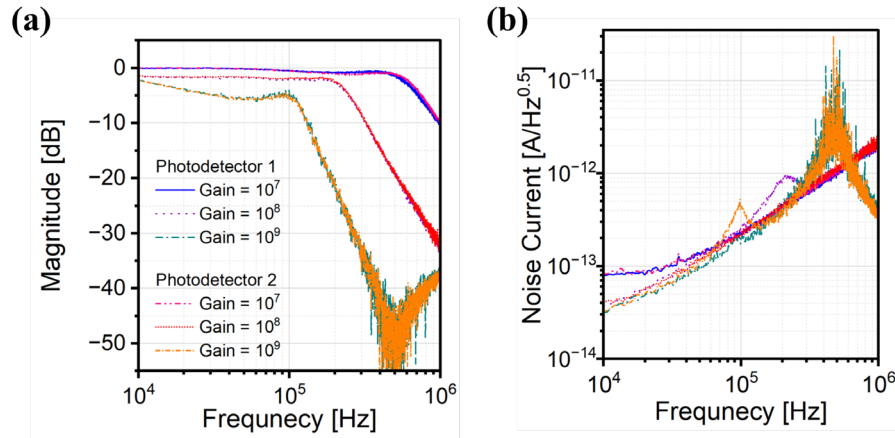 (a)
Magnitude [dB]
0
−10
−20
−30
−40
−50
Photodetector 1
Gain = 10⁷
Gain = 10⁸
Gain = 10⁹
Photodetector 2
Gain = 10⁷
Gain = 10⁸
Gain = 10⁹
10⁴ 10⁵ 10⁶
Frequnecy [Hz]
(b)
Noise Current [A/Hz⁰·⁵]
10⁻¹¹
10⁻¹²
10⁻¹³
10⁻¹⁴
10⁴ 10⁵ 10⁶
Frequnecy [Hz]